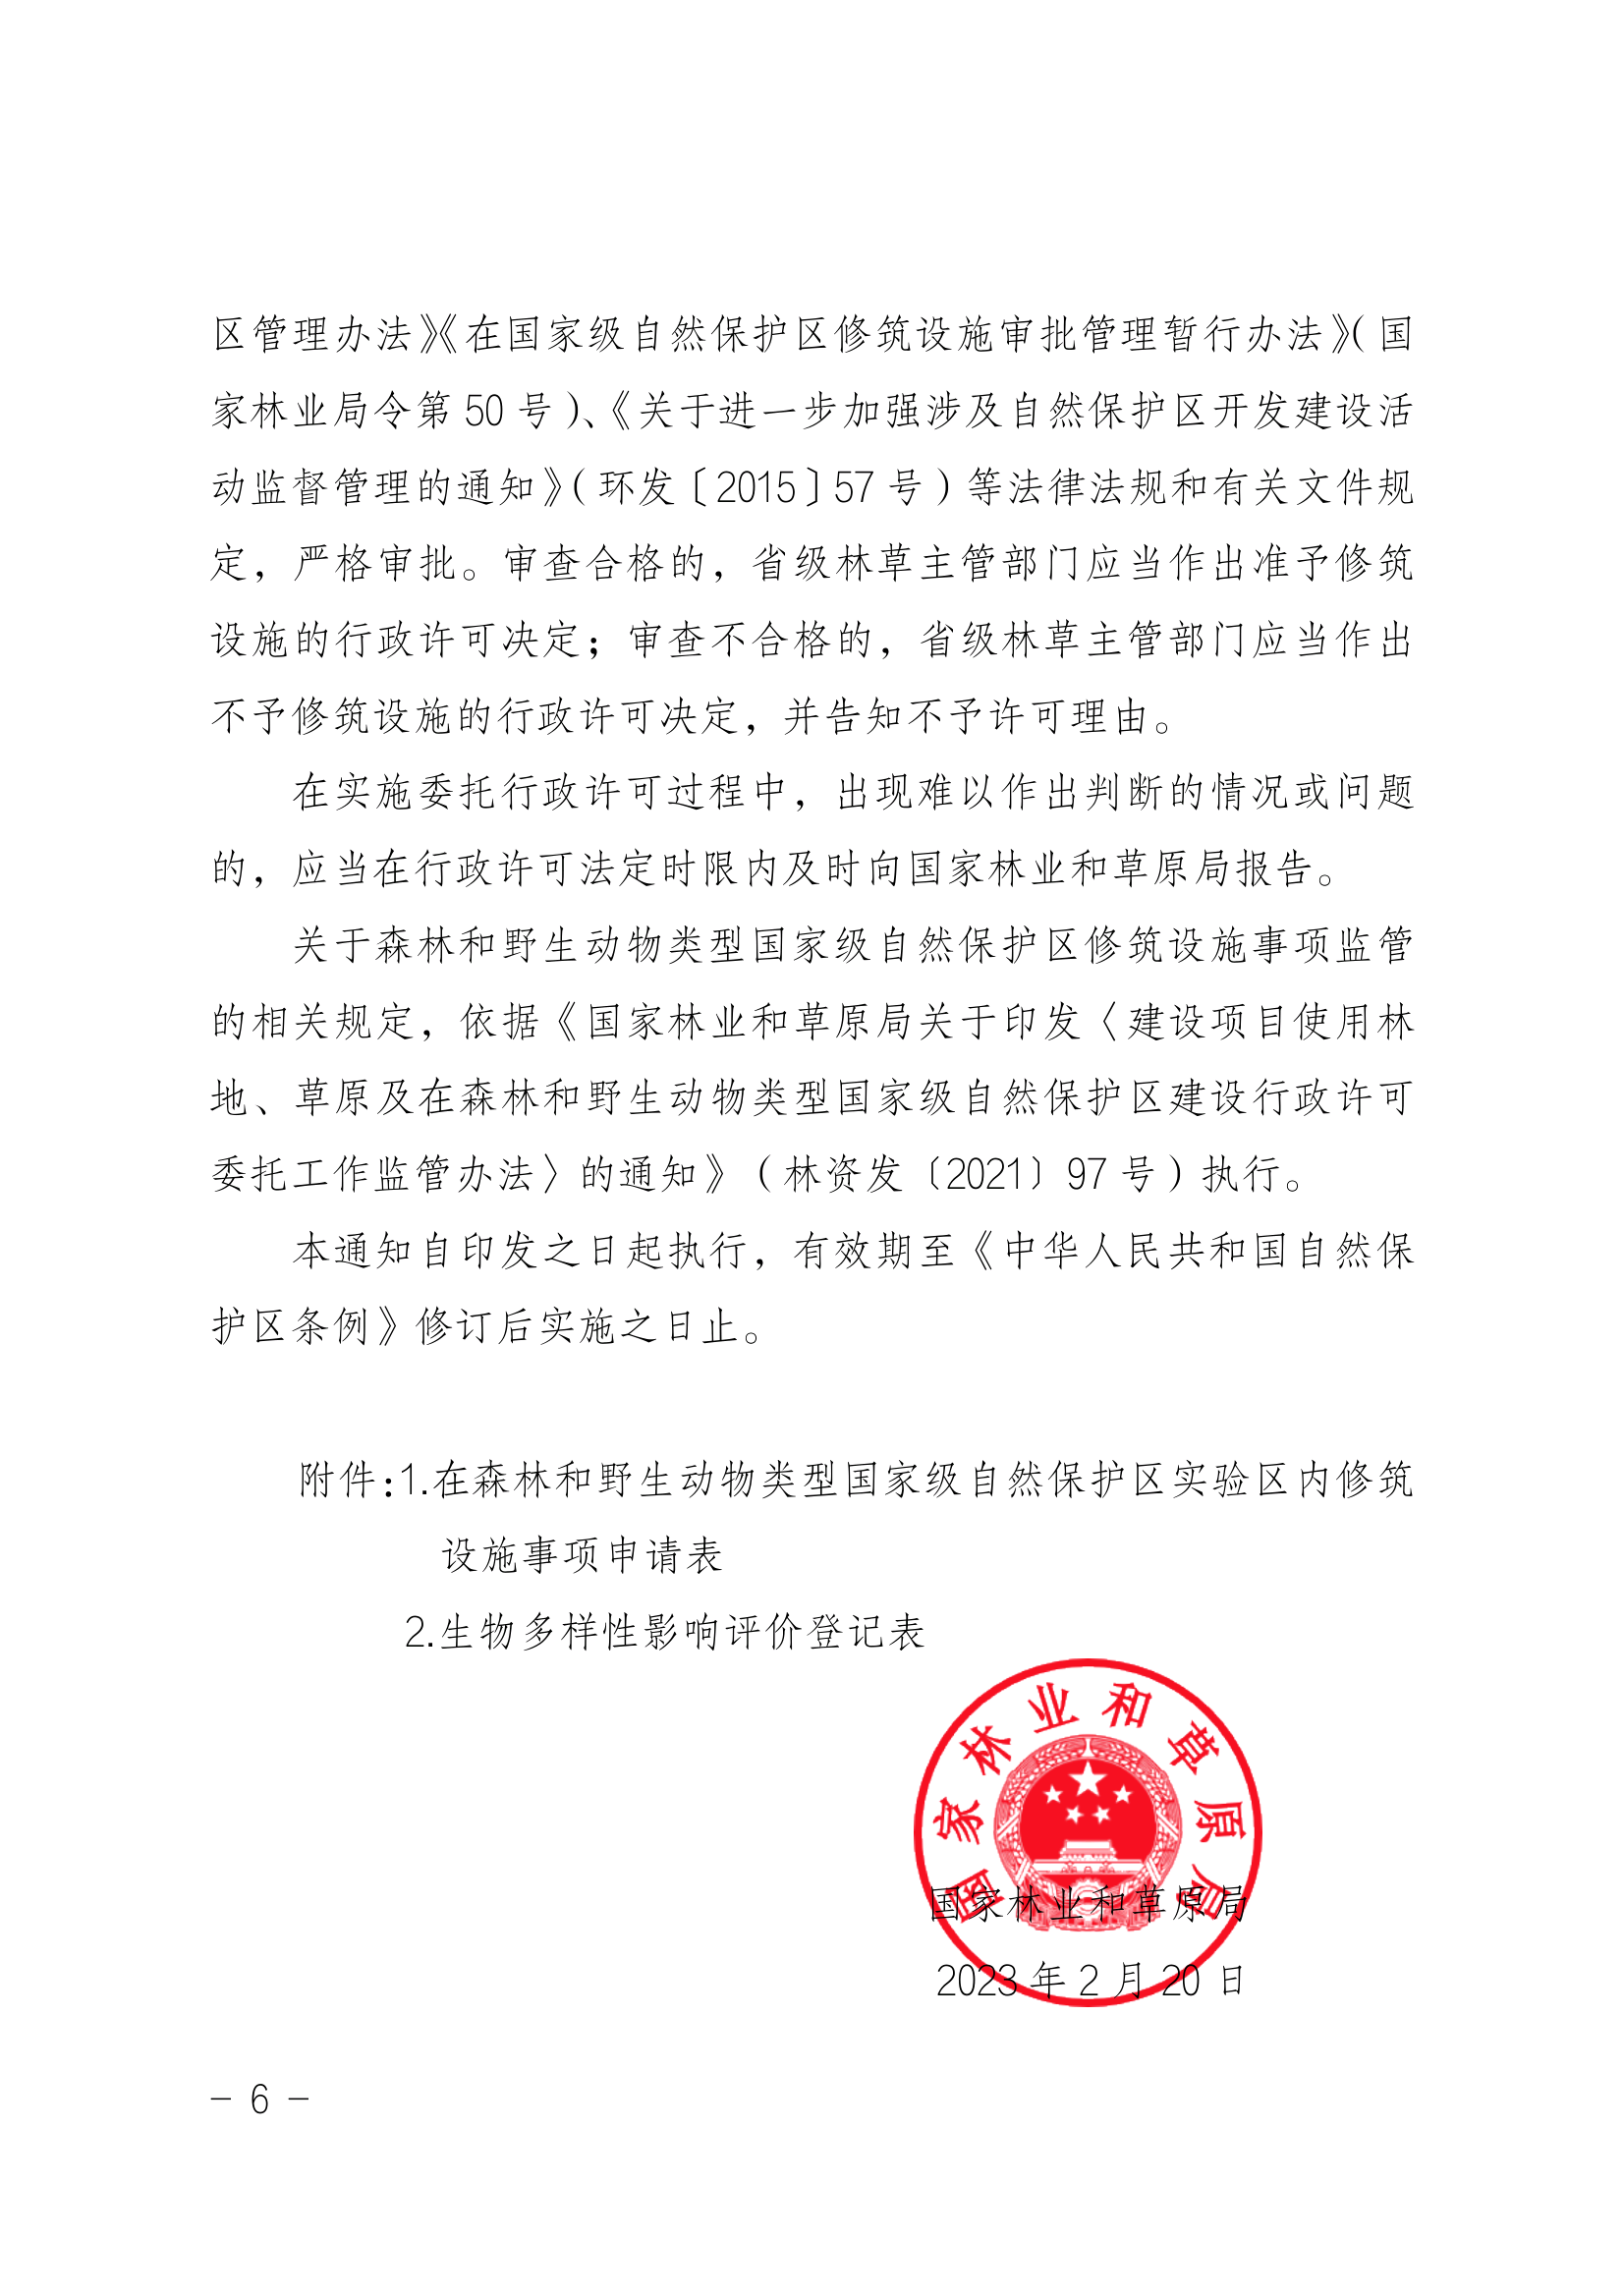 区管理办法》《在国家级自然保护区修筑设施审批管理暂行办法》（国
家林业局令第 50 号）、《关于进一步加强涉及自然保护区开发建设活
动监督管理的通知》（环发〔2015〕57 号）等法律法规和有关文件规
定，严格审批。审查合格的，省级林草主管部门应当作出准予修筑
设施的行政许可决定；审查不合格的，省级林草主管部门应当作出
不予修筑设施的行政许可决定，并告知不予许可理由。
在实施委托行政许可过程中，出现难以作出判断的情况或问题
的，应当在行政许可法定时限内及时向国家林业和草原局报告。
关于森林和野生动物类型国家级自然保护区修筑设施事项监管
的相关规定，依据《国家林业和草原局关于印发〈建设项目使用林
地、草原及在森林和野生动物类型国家级自然保护区建设行政许可
委托工作监管办法〉的通知》（林资发〔2021〕97 号）执行。
本通知自印发之日起执行，有效期至《中华人民共和国自然保
护区条例》修订后实施之日止。
附件：1.在森林和野生动物类型国家级自然保护区实验区内修筑
设施事项申请表
2.生物多样性影响评价登记表
国家林业和草原局
国家林业和草原局
2023 年 2 月 20 日
– 6 –